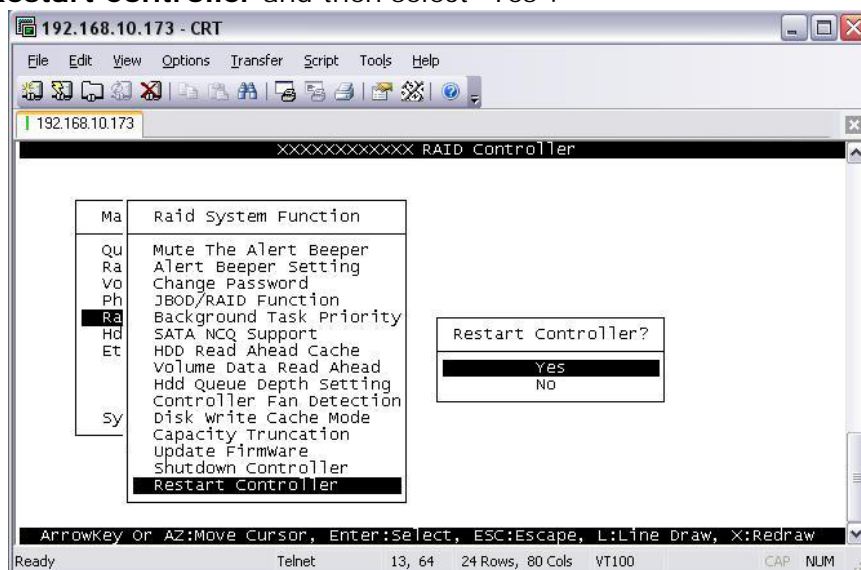 Restart controller and then select "Yes".
192.168.10.173 - CRT
File Edit View Options Transfer Script Tools Help
192.168.10.173
XXXXXXXXXXXX RAID Controller
Ma
Qu
Ra
Vo
Ph
Ra
Hd
Et
Sy
Raid System Function
Mute The Alert Beeper
Alert Beeper Setting
Change Password
JBOD/RAID Function
Background Task Priority
SATA NCQ Support
HDD Read Ahead Cache
Volume Data Read Ahead
Hdd Queue Depth Setting
Controller Fan Detection
Disk Write Cache Mode
Capacity Truncation
Update FirmWare
Shutdown Controller
Restart Controller
Restart Controller?
Yes
No
ArrowKey Or AZ:Move Cursor, Enter:Select, ESC:Escape, L:Line Draw, X:Redraw
Ready Telnet 13, 64 24 Rows, 80 Cols VT100 CAP NUM